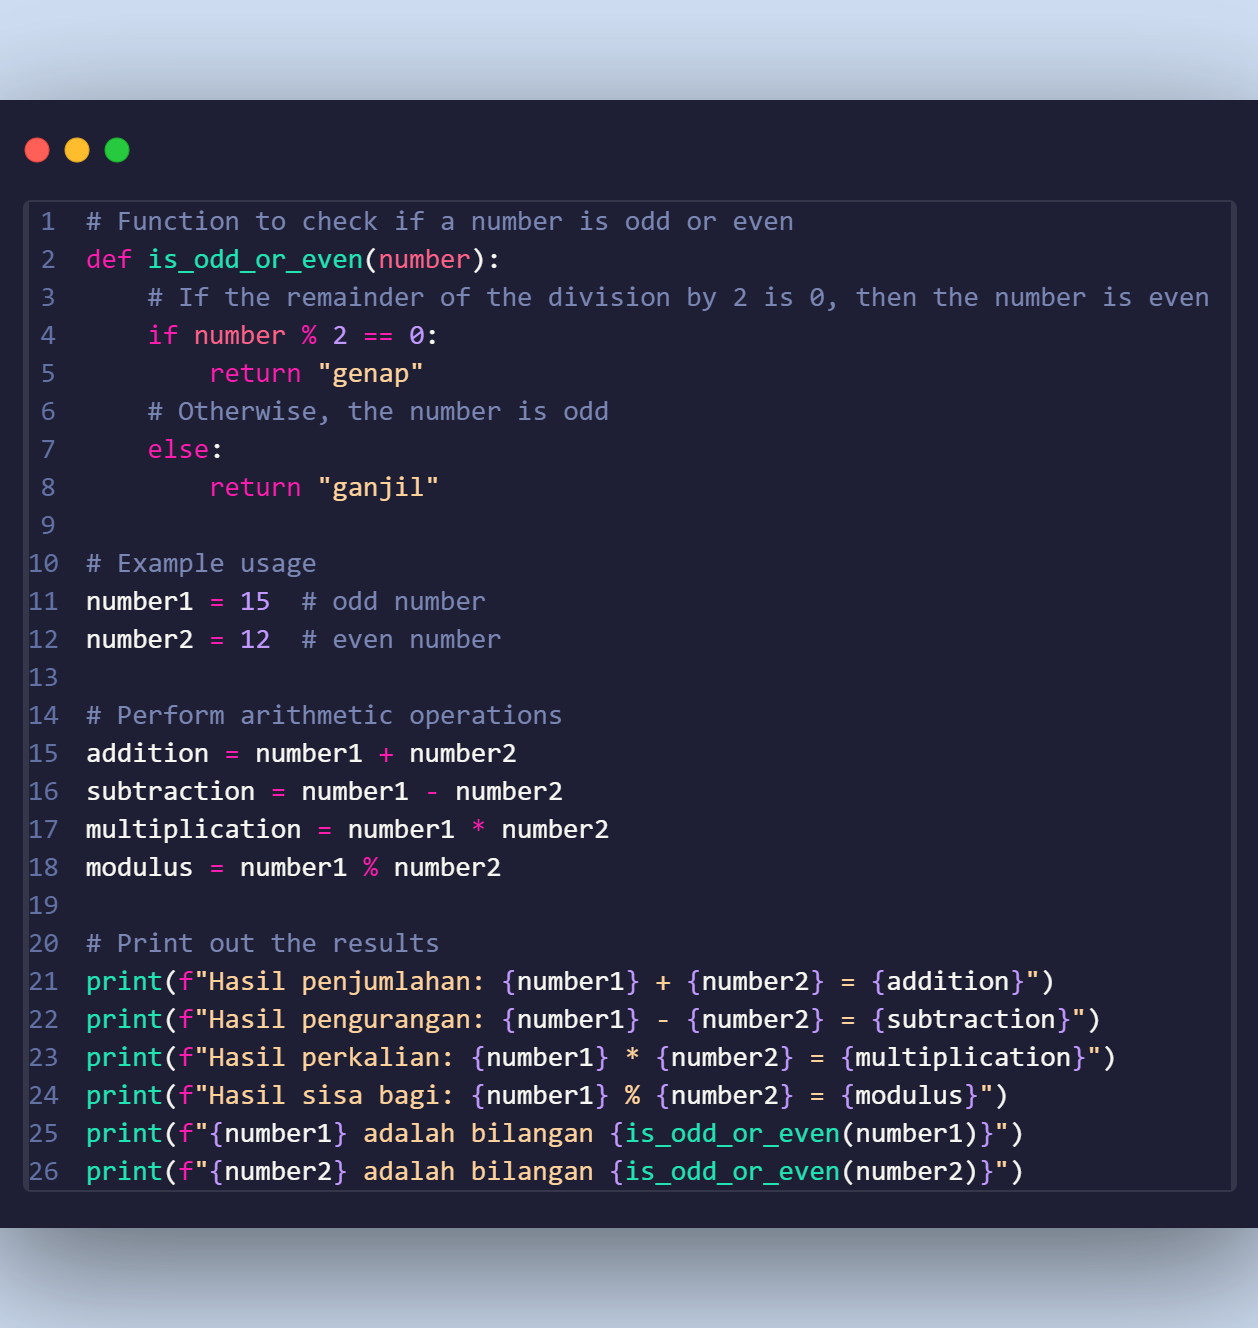 1 # Function to check if a number is odd or even
2 def is_odd_or_even(number):
3     # If the remainder of the division by 2 is 0, then the number is even
4     if number % 2 == 0:
5         return "genap"
6     # Otherwise, the number is odd
7     else:
8         return "ganjil"
9
10 # Example usage
11 number1 = 15  # odd number
12 number2 = 12  # even number
13
14 # Perform arithmetic operations
15 addition = number1 + number2
16 subtraction = number1 - number2
17 multiplication = number1 * number2
18 modulus = number1 % number2
19
20 # Print out the results
21 print(f"Hasil penjumlahan: {number1} + {number2} = {addition}")
22 print(f"Hasil pengurangan: {number1} - {number2} = {subtraction}")
23 print(f"Hasil perkalian: {number1} * {number2} = {multiplication}")
24 print(f"Hasil sisa bagi: {number1} % {number2} = {modulus}")
25 print(f"{number1} adalah bilangan {is_odd_or_even(number1)}")
26 print(f"{number2} adalah bilangan {is_odd_or_even(number2)}")